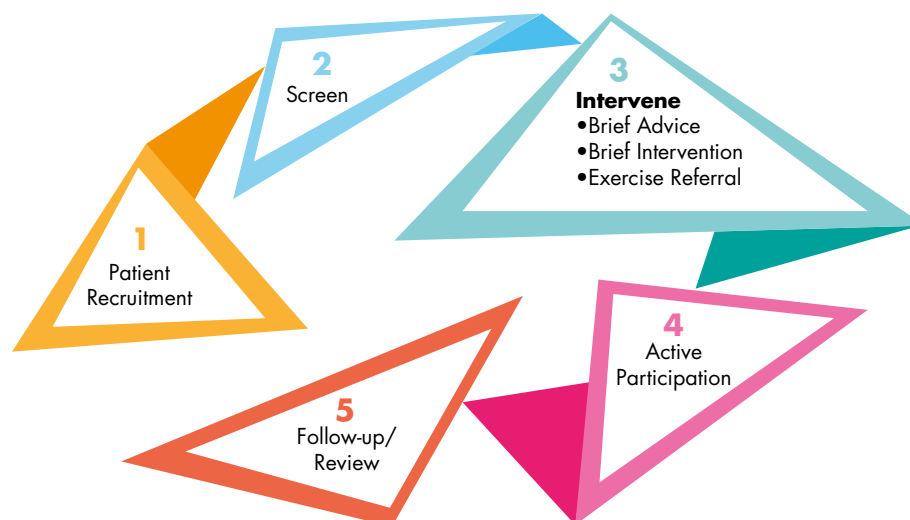 1
Patient
Recruitment
2
Screen
3
Intervene
•Brief Advice
•Brief Intervention
•Exercise Referral
4
Active
Participation
5
Follow-up/
Review